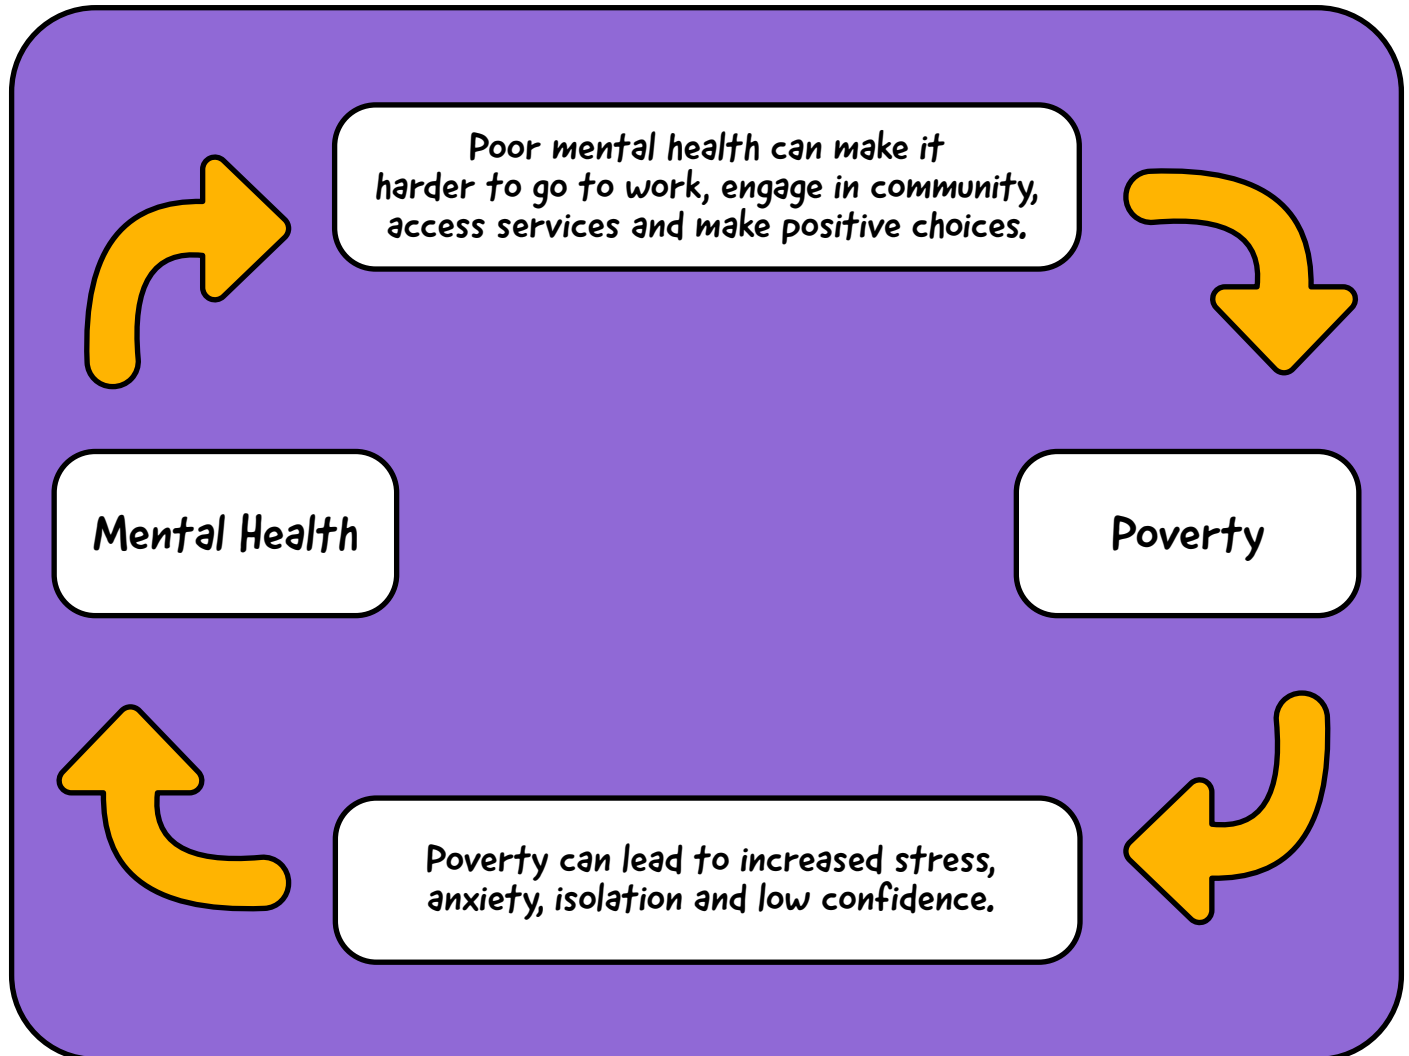 Poor mental health can make it
harder to go to work, engage in community,
access services and make positive choices.
Mental Health
Poverty
Poverty can lead to increased stress,
anxiety, isolation and low confidence.